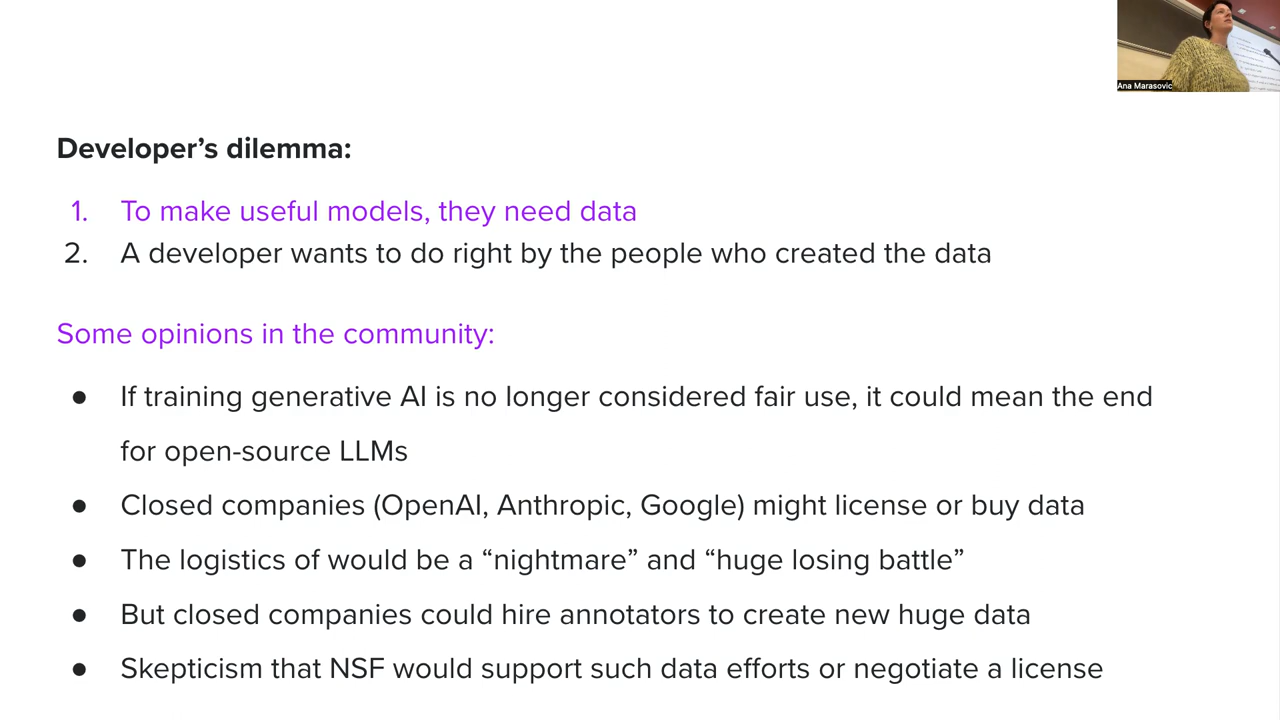 Ana Marasovic
Developer’s dilemma:
1. To make useful models, they need data
2. A developer wants to do right by the people who created the data
Some opinions in the community:
● If training generative AI is no longer considered fair use, it could mean the end
for open-source LLMs
● Closed companies (OpenAI, Anthropic, Google) might license or buy data
● The logistics of would be a “nightmare” and “huge losing battle”
● But closed companies could hire annotators to create new huge data
● Skepticism that NSF would support such data efforts or negotiate a license